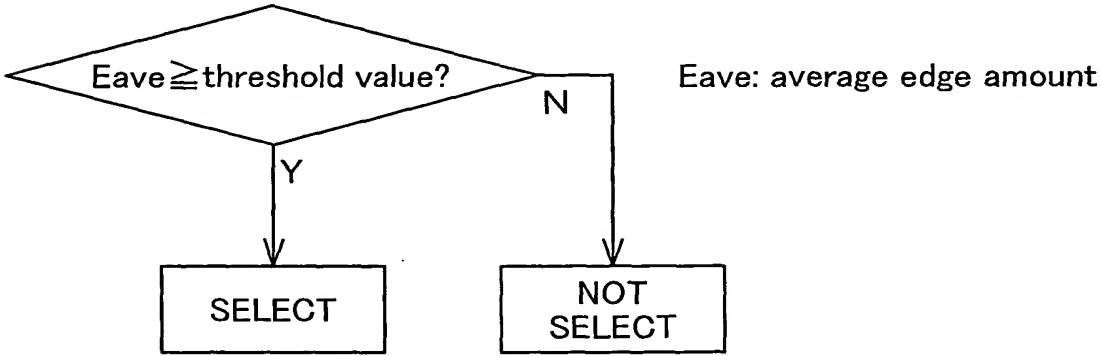 Eave≧threshold value?
Eave: average edge amount
N
Y
SELECT
NOT
SELECT